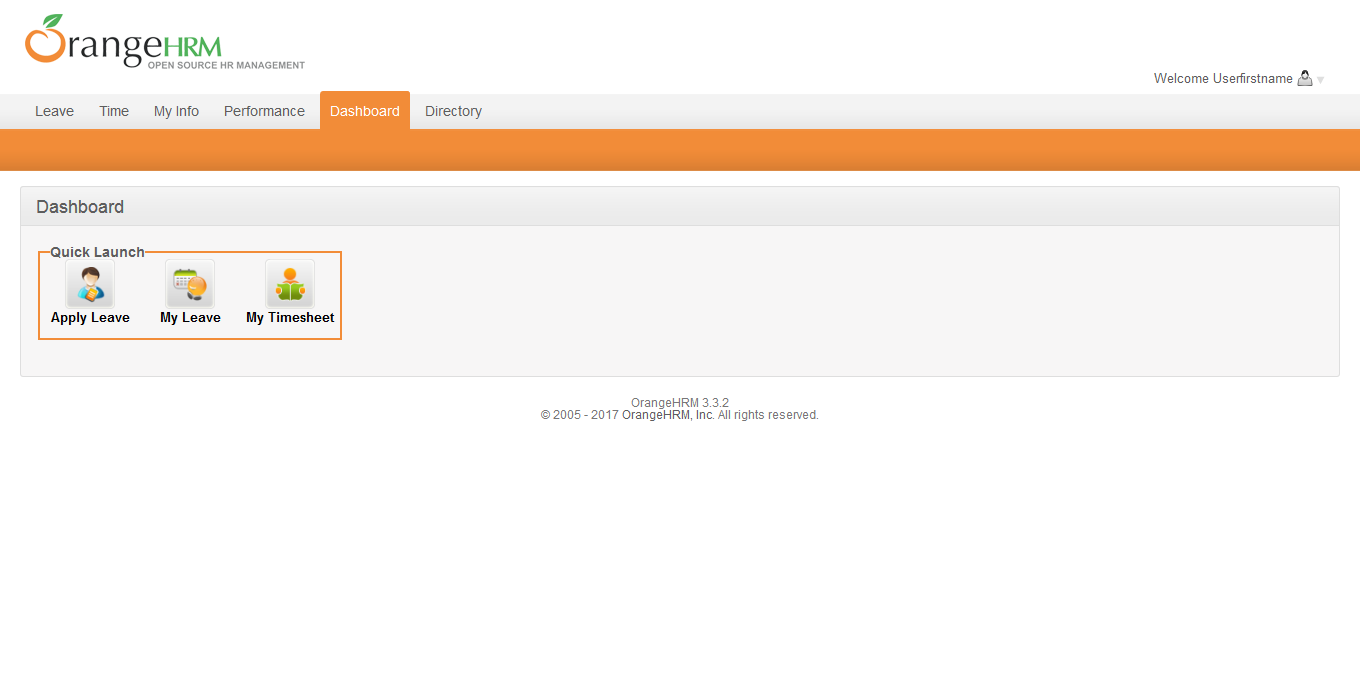 OrangeHRM
OPEN SOURCE HR MANAGEMENT
Welcome Userfirstname
Leave Time My Info Performance Dashboard Directory
Dashboard
Quick Launch
Apply Leave My Leave My Timesheet
OrangeHRM 3.3.2
© 2005 - 2017 OrangeHRM, Inc. All rights reserved.